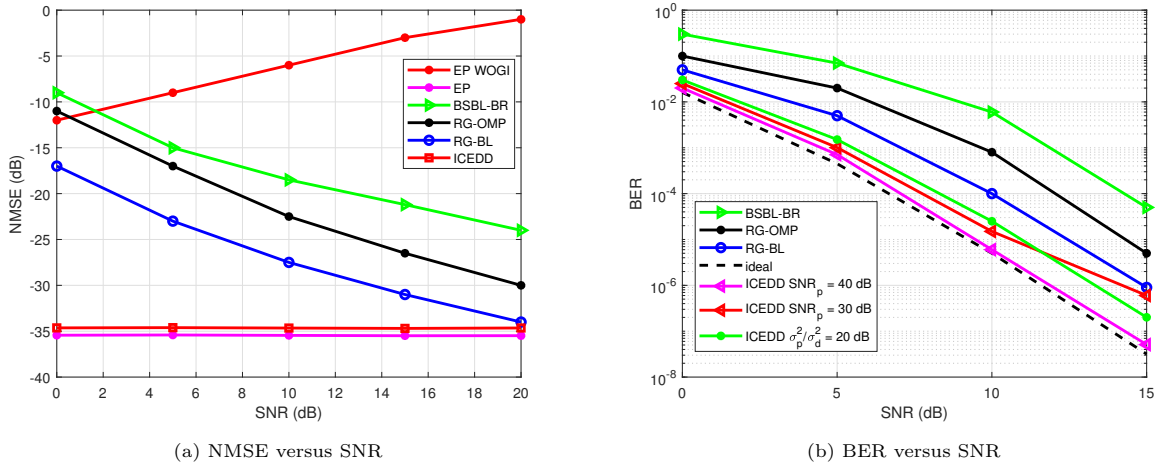 0
-5
-10
-15
-20
-25
-30
-35
-40
NMSE (dB)
0 2 4 6 8 10 12 14 16 18 20
SNR (dB)
EP WOGI
EP
BSBL-BR
RG-OMP
RG-BL
ICEDD
(a) NMSE versus SNR
10^0
10^-2
10^-4
10^-6
10^-8
BER
0 5 10 15
SNR (dB)
BSBL-BR
RG-OMP
RG-BL
ideal
ICEDD SNR_p = 40 dB
ICEDD SNR_p = 30 dB
ICEDD σ_p^2/σ_d^2 = 20 dB
(b) BER versus SNR